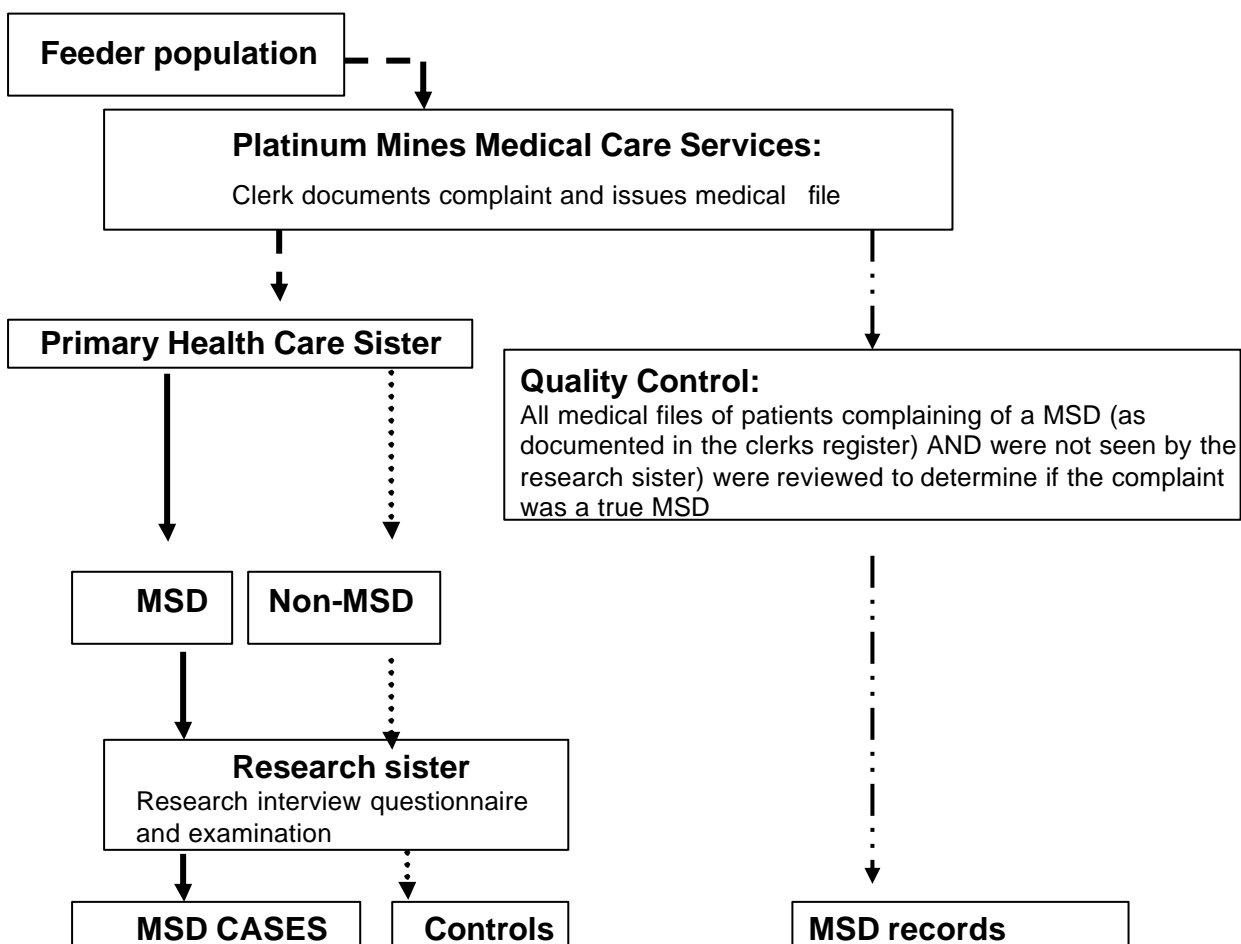 Feeder population
Platinum Mines Medical Care Services:
Clerk documents complaint and issues medical file
Primary Health Care Sister
Quality Control:
All medical files of patients complaining of a MSD (as
documented in the clerks register) AND were not seen by the
research sister) were reviewed to determine if the complaint
was a true MSD
MSD
Non-MSD
Research sister
Research interview questionnaire
and examination
MSD CASES
Controls
MSD records